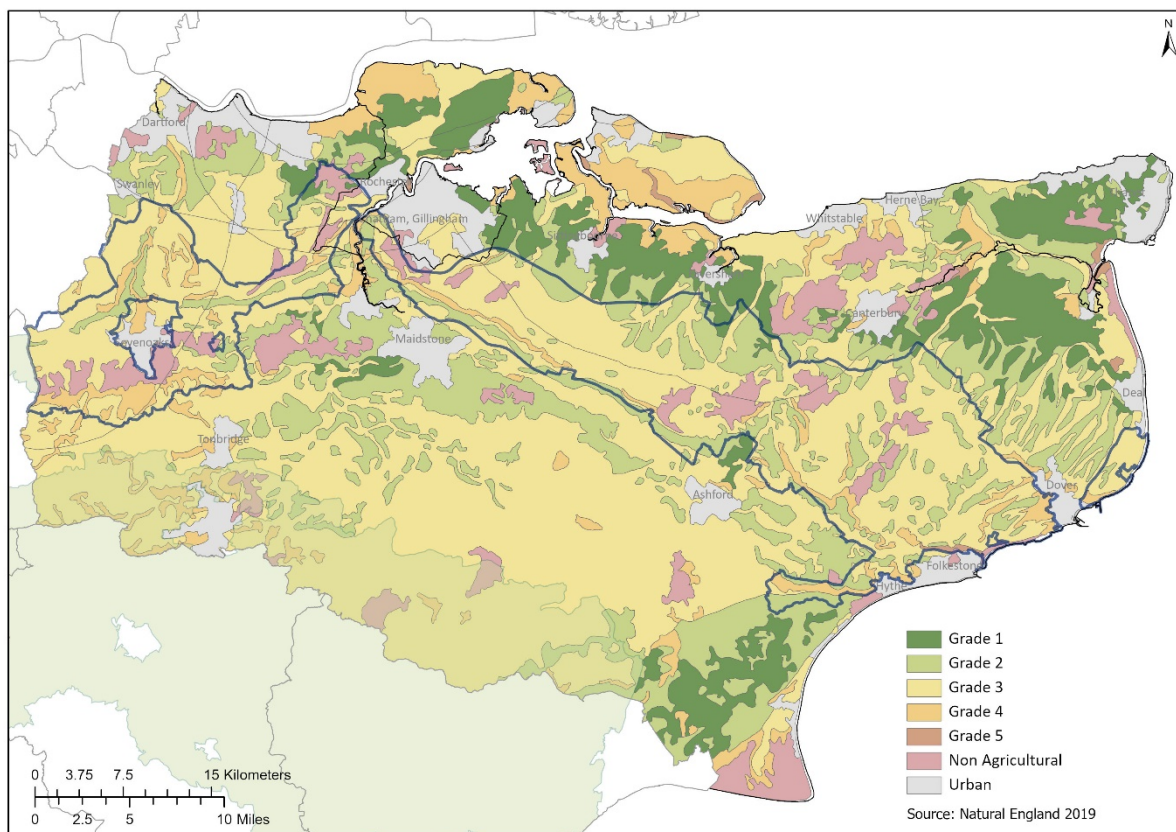 N
Dartford
Swanley
Roches
Chatham, Gillingham
Herne Bay
Whitstable
Canterbury
evenoaks
Maidstone
Deal
Tonbridge
Dover
Ashford
Folkestone
Hythe
Grade 1
Grade 2
Grade 3
Grade 4
Grade 5
Non Agricultural
Urban
Source: Natural England 2019
0 3.75 7.5 15 Kilometers
0 2.5 5 10 Miles